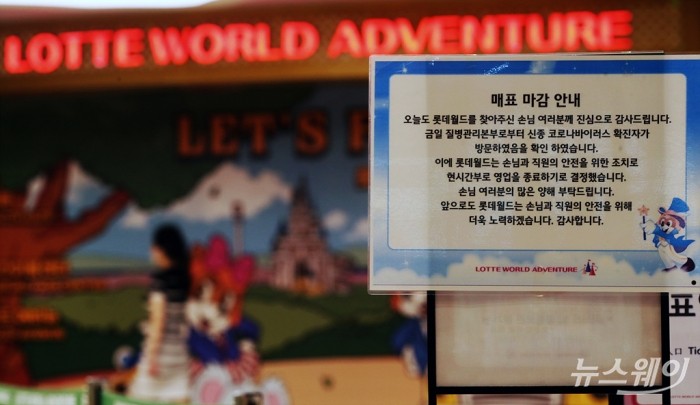 LOTTE WORLD ADVENTURE
LET'S
매표 마감 안내
오늘도 롯데월드를 찾아주신 손님 여러분께 진심으로 감사드립니다.
금일 질병관리본부로부터 신종 코로나바이러스 확진자가
방문하였음을 확인 하였습니다.
이에 롯데월드는 손님과 직원의 안전을 위한 조치로
현시간부로 영업을 종료하기로 결정했습니다.
손님 여러분의 많은 양해 부탁드립니다.
앞으로도 롯데월드는 손님과 직원의 안전을 위해
더욱 노력하겠습니다. 감사합니다.
LOTTE WORLD ADVENTURE
매표
入口
뉴스웨이